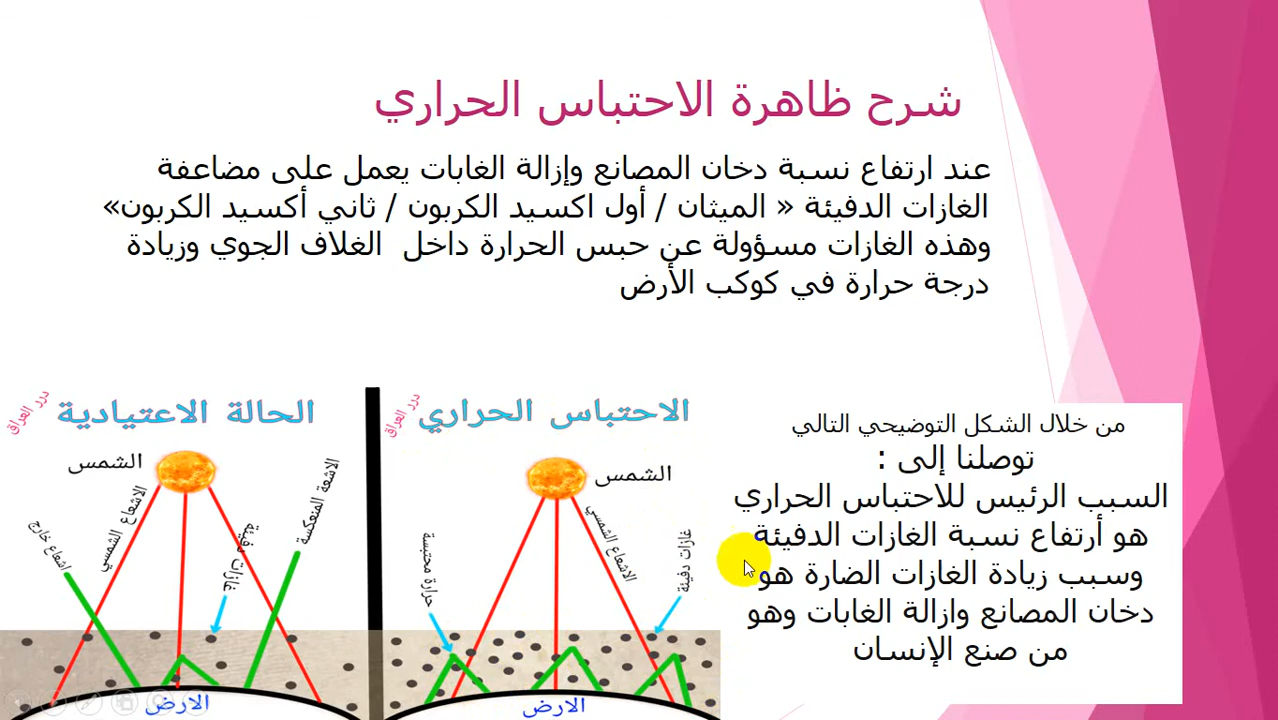 شرح ظاهرة الاحتباس الحراري
عند ارتفاع نسبة دخان المصانع وإزالة الغابات يعمل على مضاعفة
الغازات الدفيئة « الميثان / أول اكسيد الكربون / ثاني أكسيد الكربون»
وهذه الغازات مسؤولة عن حبس الحرارة داخل الغلاف الجوي وزيادة
درجة حرارة في كوكب الأرض
من خلال الشكل التوضيحي التالي
توصلنا إلى :
السبب الرئيس للاحتباس الحراري
هو أرتفاع نسبة الغازات الدفيئة
وسبب زيادة الغازات الضارة هو
دخان المصانع وازالة الغابات وهو
من صنع الإنسان
الاحتباس الحراري
درر العراق
الشمس
الاشعاع الشمسي
غازات دفيئة
حرارة محتبسة
الارض
الحالة الاعتيادية
درر العراق
الشمس
الاشعة المنعكسة
غازات دفيئة
الاشعاع الشمسي
اشعاع خارج
الارض